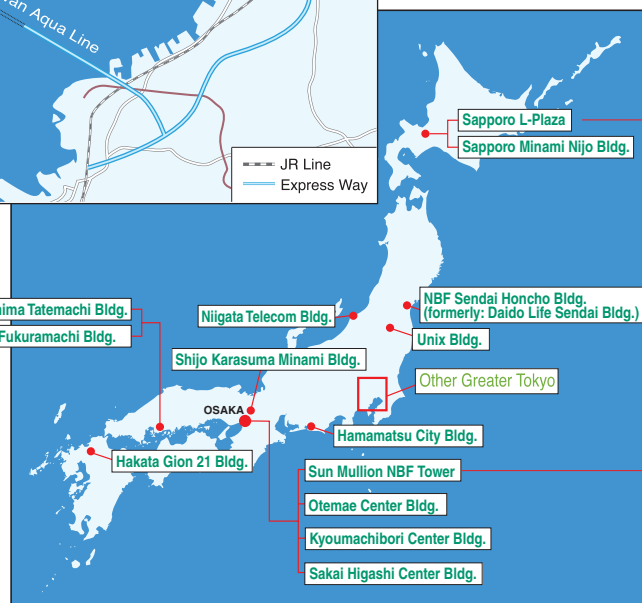 Aqua Line
JR Line
Express Way
Sapporo L-Plaza
Sapporo Minami Nijo Bldg.
NBF Sendai Honcho Bldg.
(formerly: Daido Life Sendai Bldg.)
Unix Bldg.
Niigata Telecom Bldg.
Tatemachi Bldg.
Fukuramachi Bldg.
Shijo Karasuma Minami Bldg.
Other Greater Tokyo
OSAKA
Hamamatsu City Bldg.
Hakata Gion 21 Bldg.
Sun Mullion NBF Tower
Otemae Center Bldg.
Kyoumachibori Center Bldg.
Sakai Higashi Center Bldg.